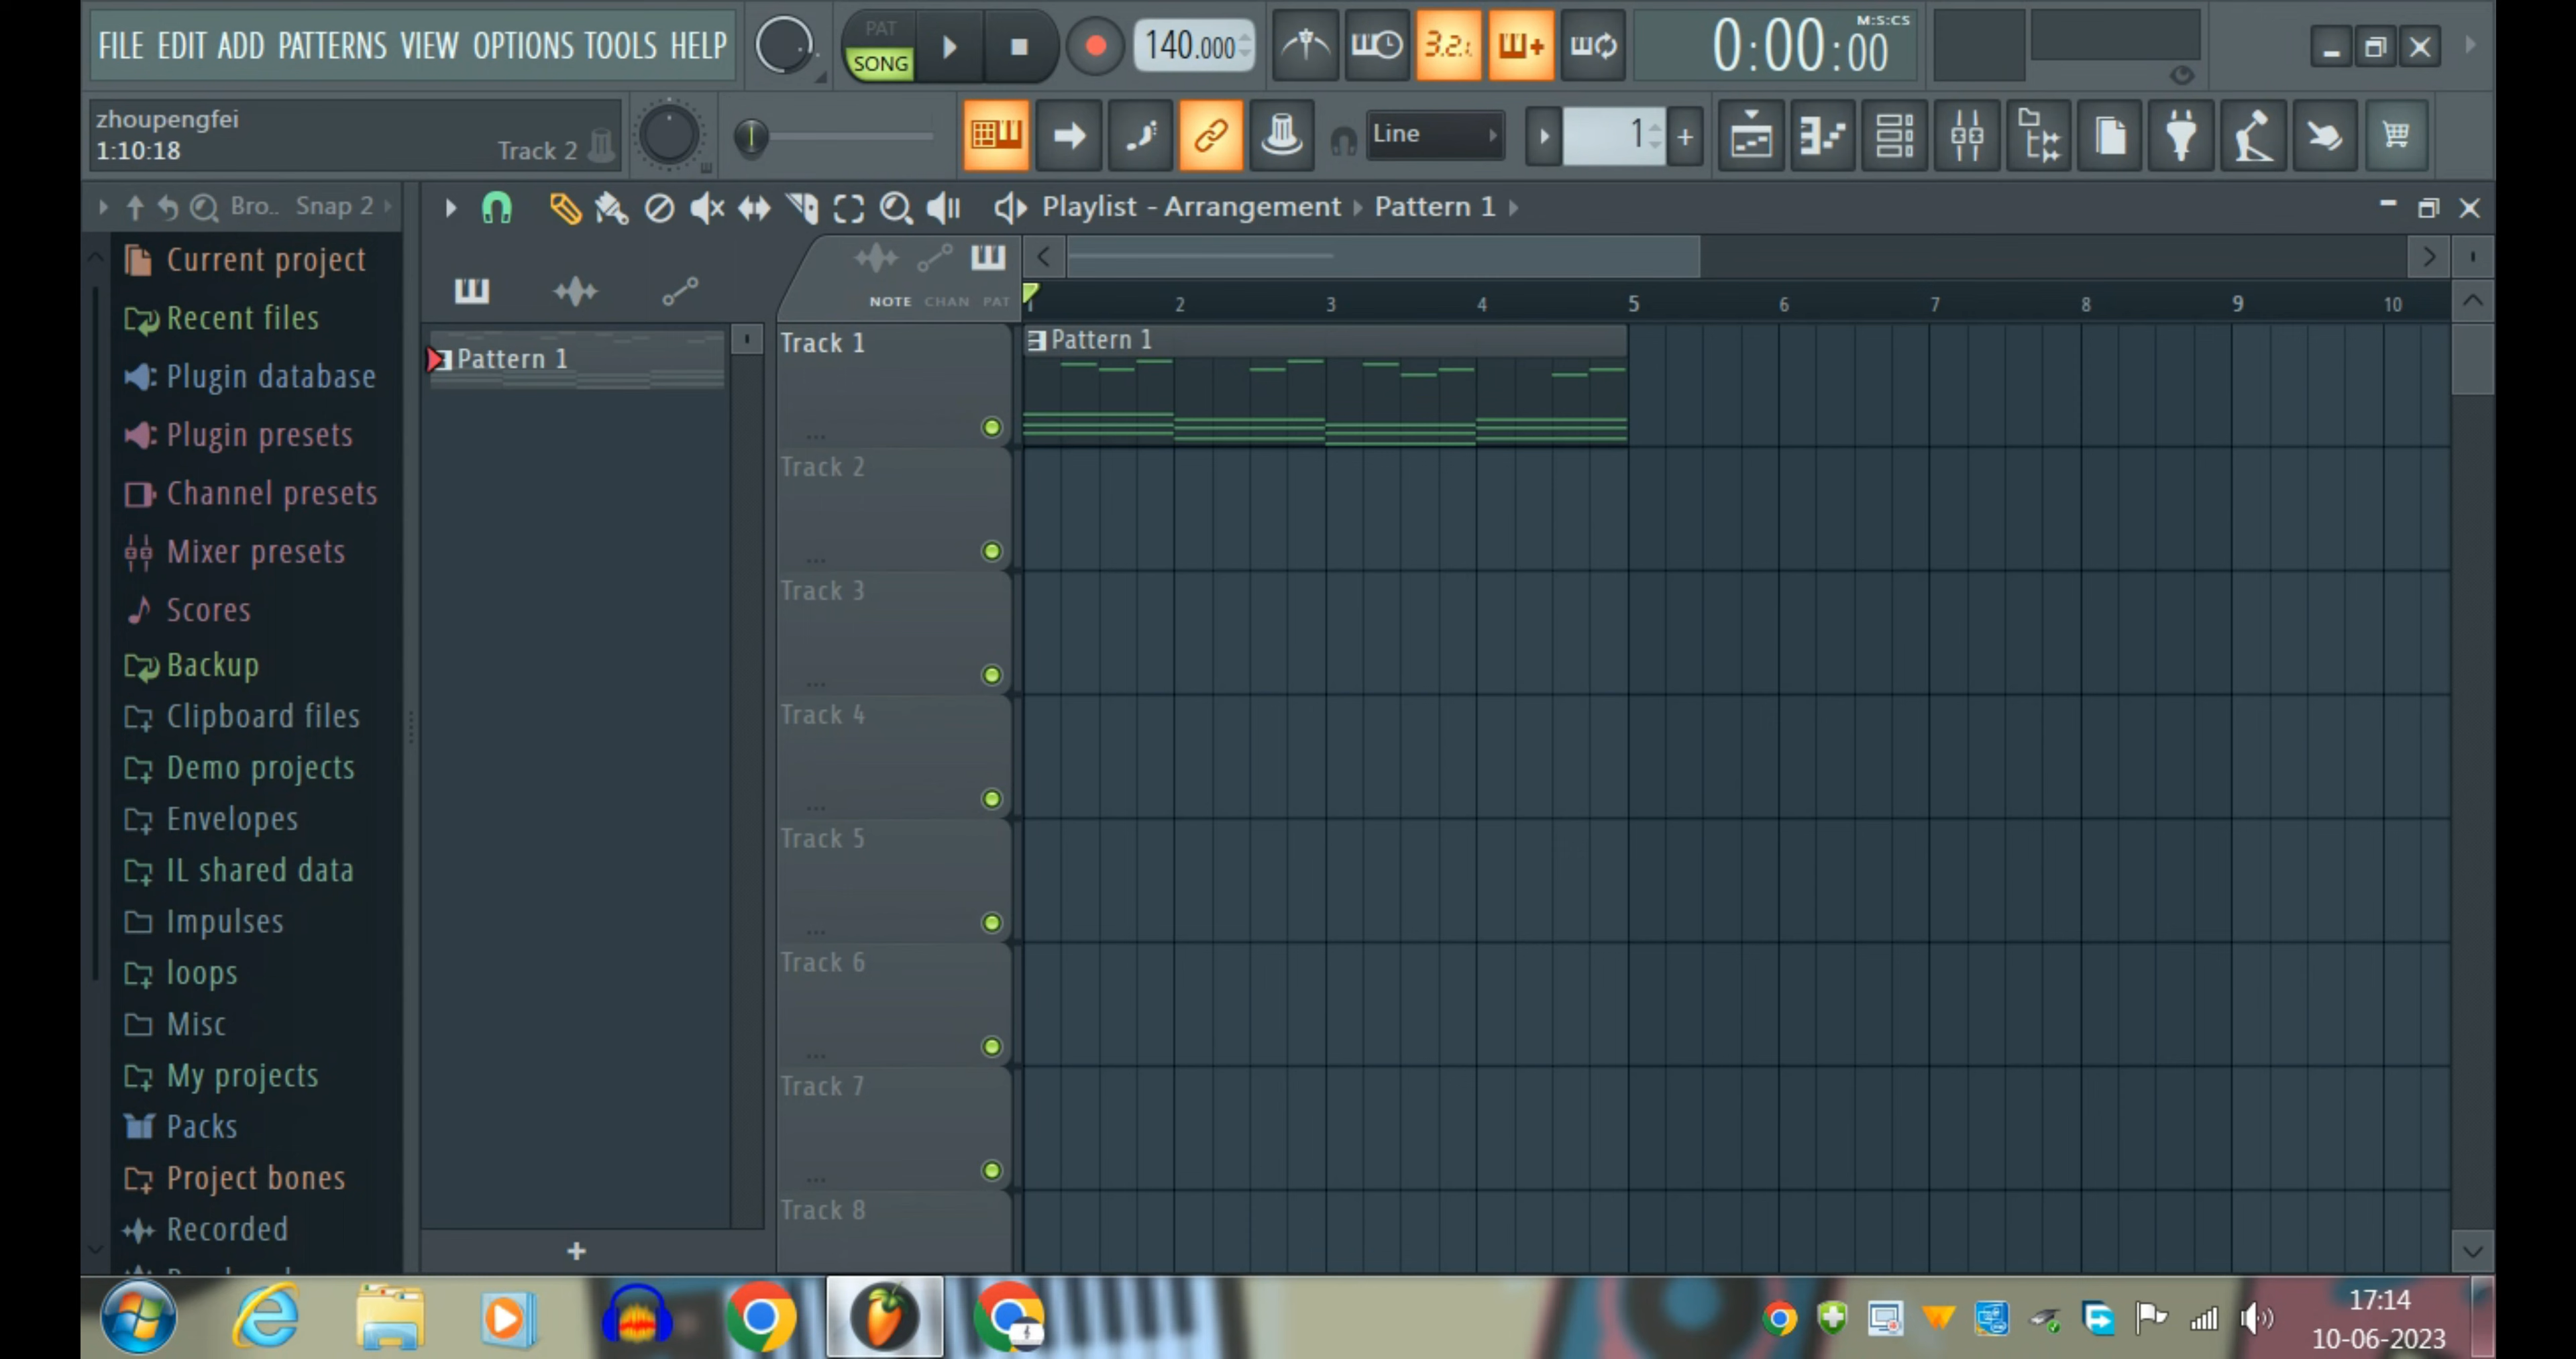 FILE EDIT ADD PATTERNS VIEW OPTIONS TOOLS HELP
PAT
SONG
140.000
3.2.1
M:S:CS
0:00:00
zhoupengfei
1:10:18
Track 2
Line
1
Bro.. Snap 2
Playlist - Arrangement Pattern 1
Current project
Recent files
Plugin database
Plugin presets
Channel presets
Mixer presets
Scores
Backup
Clipboard files
Demo projects
Envelopes
IL shared data
Impulses
loops
Misc
My projects
Packs
Project bones
Recorded
Pattern 1
NOTE CHAN PAT
1 2 3 4 5 6 7 8 9 10
Track 1
Pattern 1
Track 2
Track 3
Track 4
Track 5
Track 6
Track 7
Track 8
17:14
10-06-2023